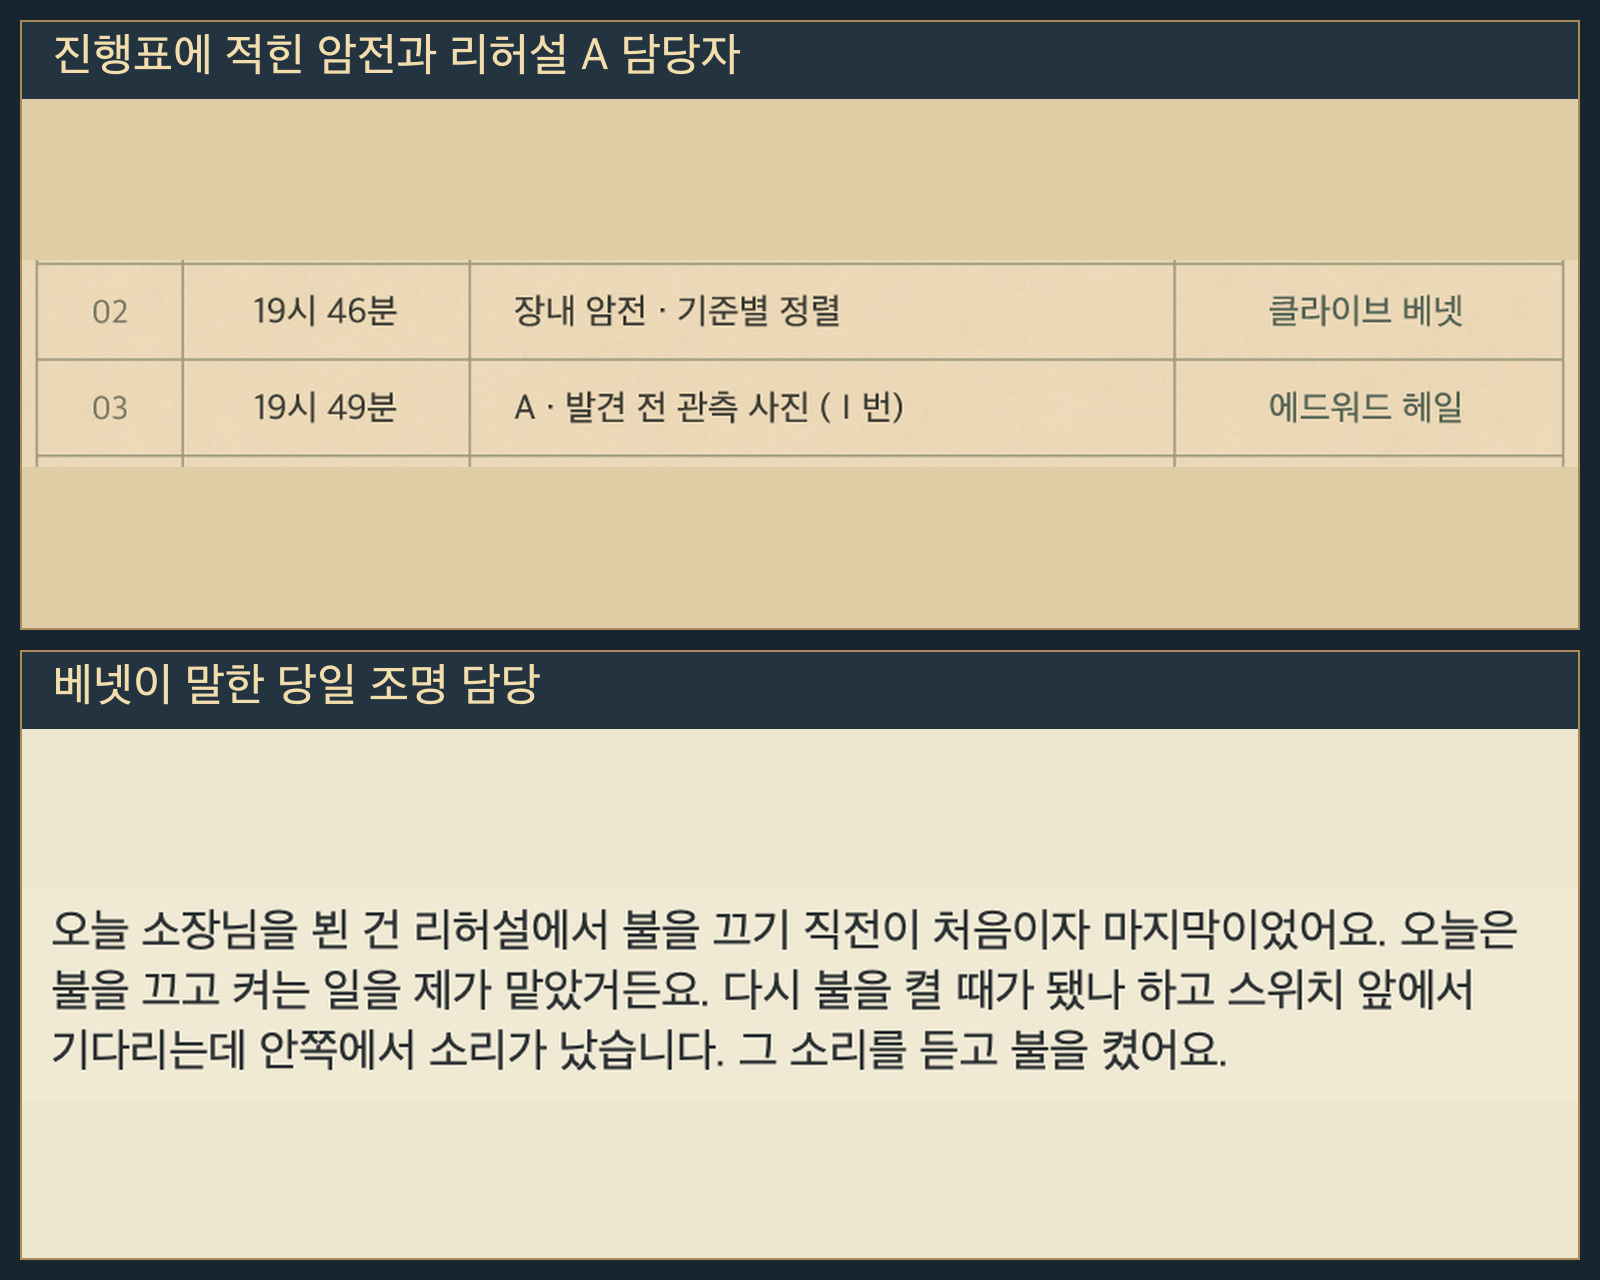 진행표에 적힌 암전과 리허설 A 담당자
02 19시 46분 장내 암전 · 기준별 정렬 클라이브 베넷
03 19시 49분 A · 발견 전 관측 사진 ( I 번) 에드워드 헤일
베넷이 말한 당일 조명 담당
오늘 소장님을 뵌 건 리허설에서 불을 끄기 직전이 처음이자 마지막이었어요. 오늘은
불을 끄고 켜는 일을 제가 맡았거든요. 다시 불을 켤 때가 됐나 하고 스위치 앞에서
기다리는데 안쪽에서 소리가 났습니다. 그 소리를 듣고 불을 켰어요.